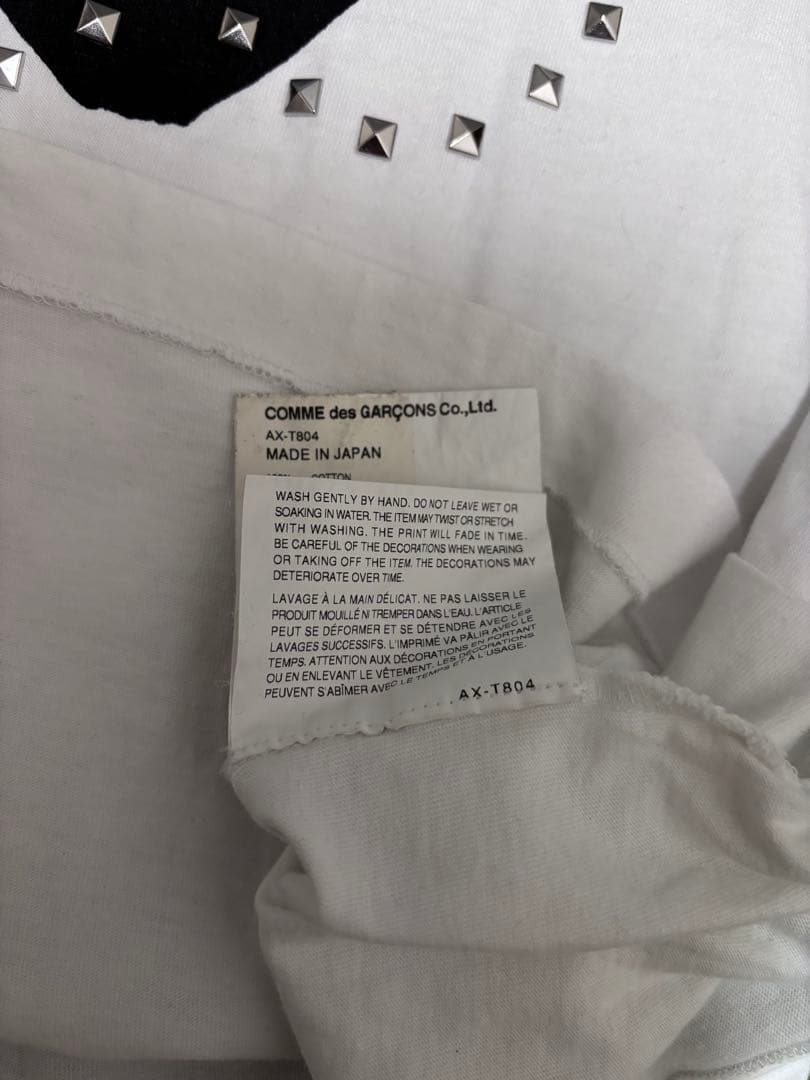 COMME des GARÇONS Co.,Ltd.
AX-T804
MADE IN JAPAN
COTTON
WASH GENTLY BY HAND. DO NOT LEAVE WET OR
SOAKING IN WATER. THE ITEM MAY TWIST OR STRETCH
WITH WASHING. THE PRINT WILL FADE IN TIME.
BE CAREFUL OF THE DECORATIONS WHEN WEARING
OR TAKING OFF THE ITEM. THE DECORATIONS MAY
DETERIORATE OVER TIME.
LAVAGE À LA MAIN DÉLICAT. NE PAS LAISSER LE
PRODUIT MOUILLÉ NI TREMPER DANS L'EAU. L'ARTICLE
PEUT SE DÉFORMER ET SE DÉTENDRE AVEC LES
LAVAGES SUCCESSIFS. L'IMPRIMÉ VA PÂLIR AVEC LE
TEMPS. ATTENTION AUX DÉCORATIONS EN PORTANT
OU EN ENLEVANT LE VÊTEMENT. LES DÉCORATIONS
PEUVENT S'ABÎMER AVEC LE TEMPS ET À L'USAGE.
AX-T804